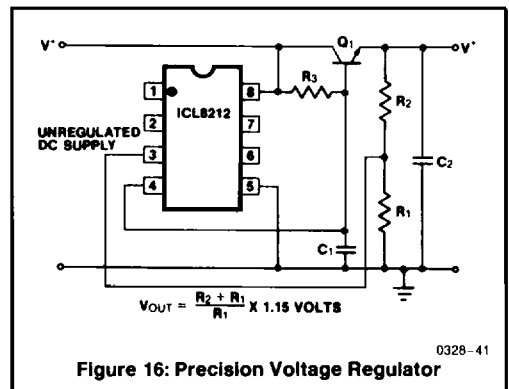 V+
Q1
V+
R3
R2
1
8
ICL8212
2
7
UNREGULATED
DC SUPPLY
3
6
C2
4
5
R1
C1
VOUT = R2 + R1 / R1 X 1.15 VOLTS
0328-41
Figure 16: Precision Voltage Regulator